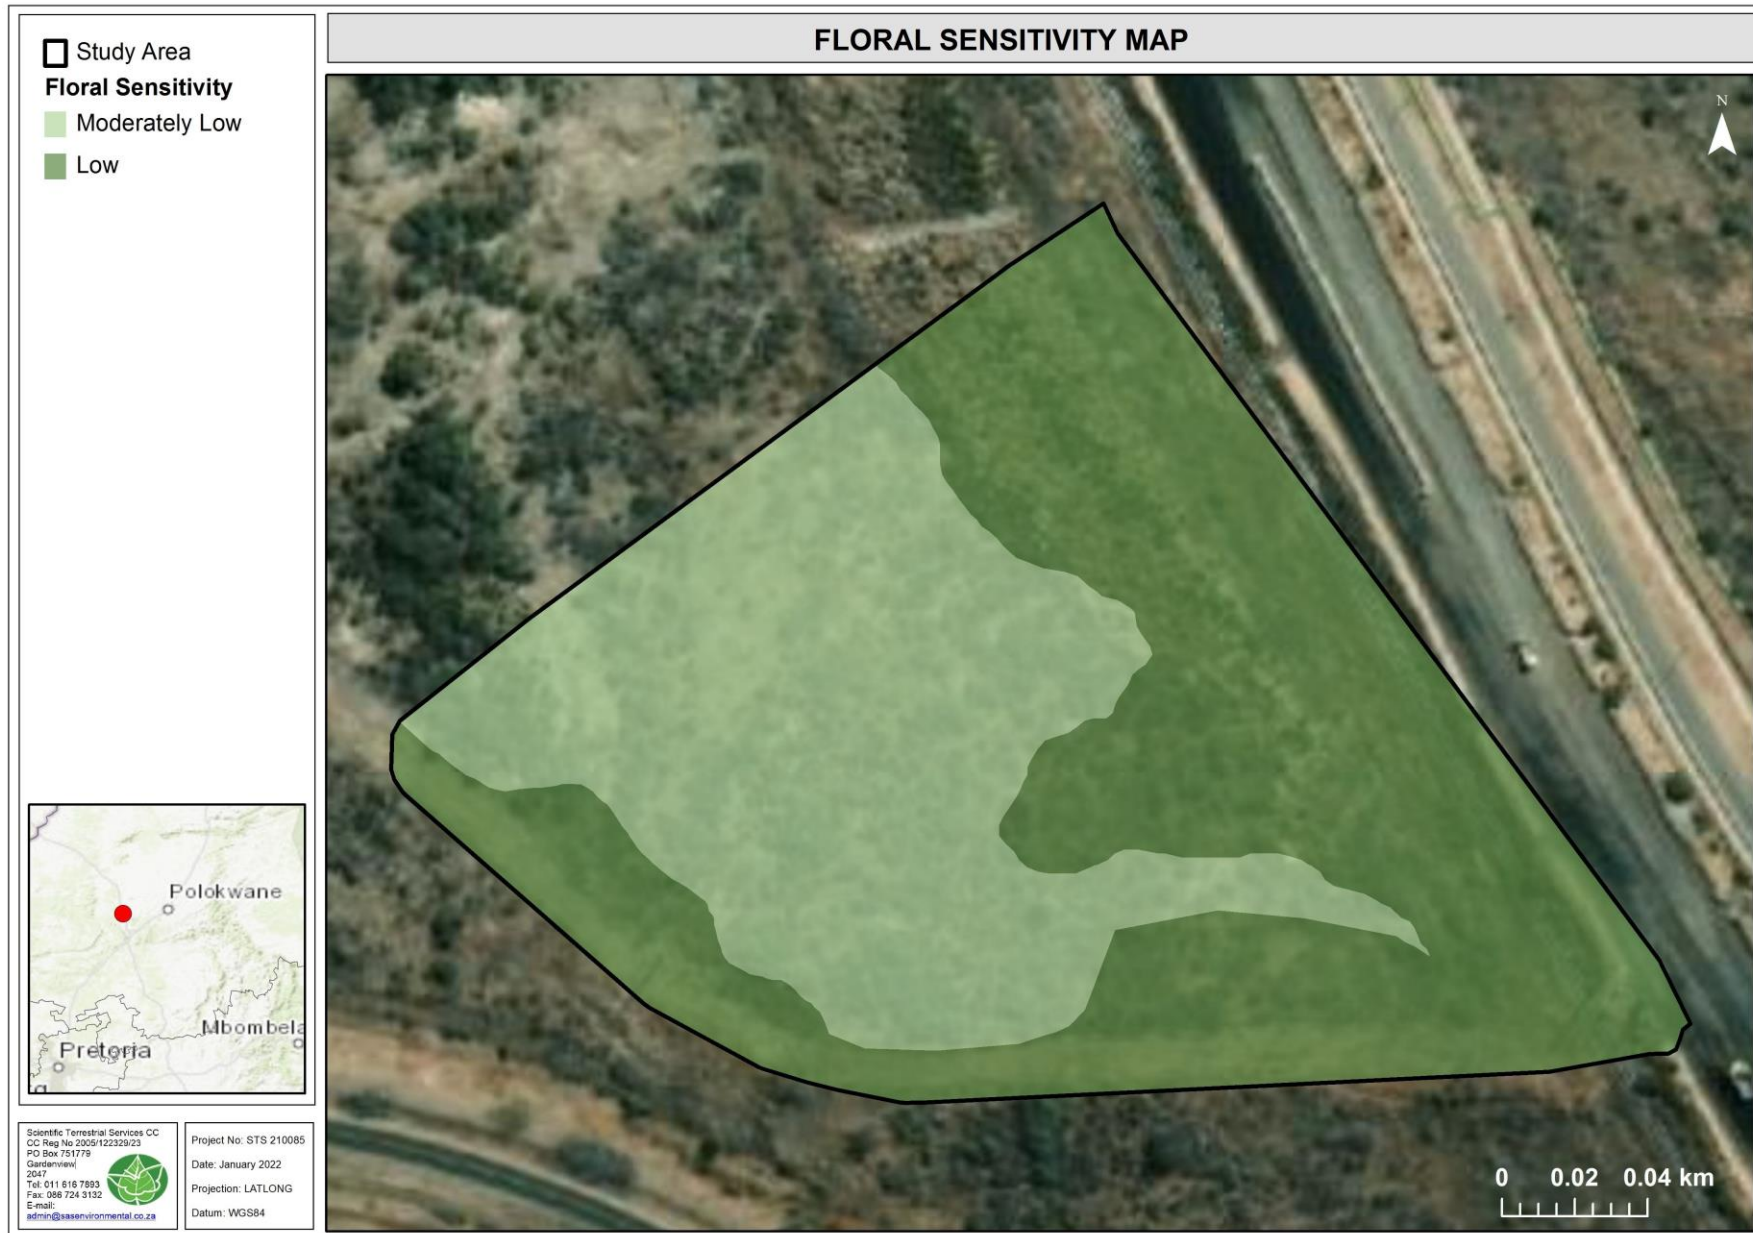 FLORAL SENSITIVITY MAP
Study Area
Floral Sensitivity
Moderately Low
Low
N
Polokwane
Mbombela
Pretoria
Scientific Terrestrial Services CC
CC Reg No 2005/122329/23
PO Box 751779
Gardenview
2047
Tel: 011 616 7893
Fax: 086 724 3132
E-mail:
admin@sasenvironmental.co.za
Project No: STS 210085
Date: January 2022
Projection: LATLONG
Datum: WGS84
0 0.02 0.04 km